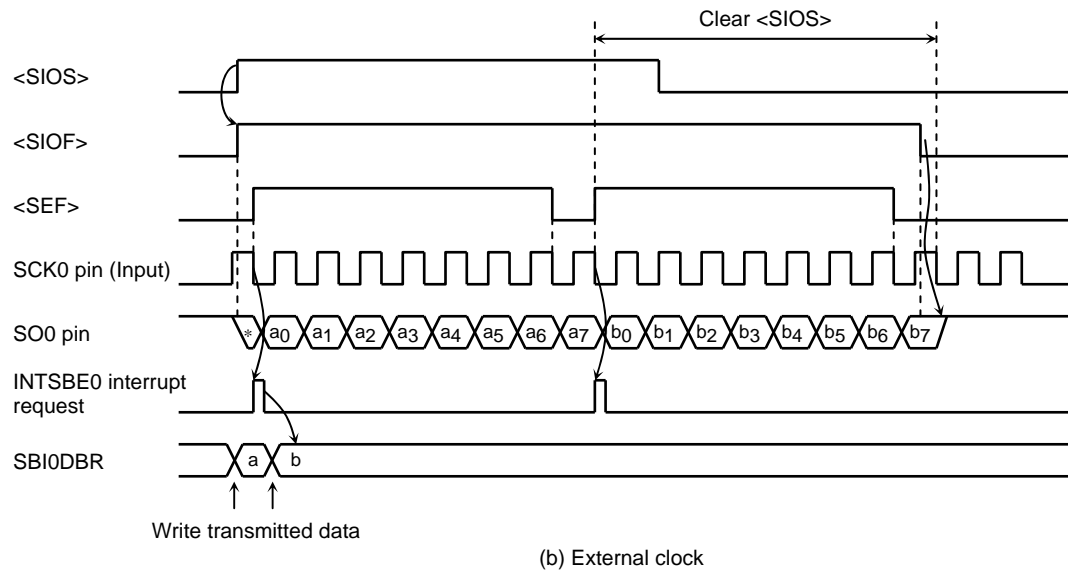 Clear <SIOS>
<SIOS>
<SIOF>
<SEF>
SCK0 pin (Input)
SO0 pin
* a0 a1 a2 a3 a4 a5 a6 a7 b0 b1 b2 b3 b4 b5 b6 b7
INTSBE0 interrupt
request
SBI0DBR
a b
Write transmitted data
(b) External clock